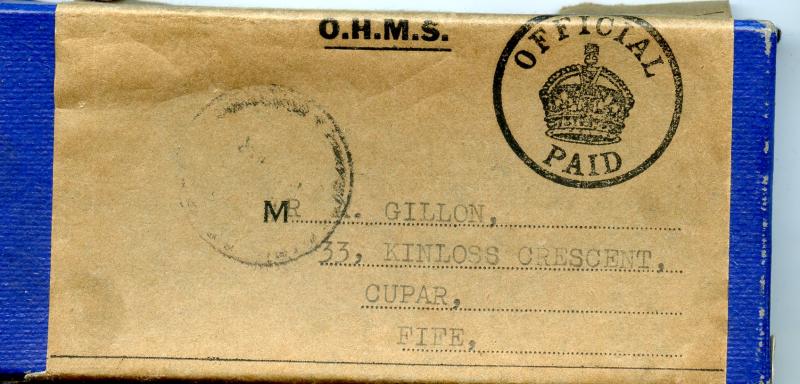 O.H.M.S.
OFFICIAL
PAID
MR A. GILLON,
33, KINLOSS CRESCENT,
CUPAR,
FIFE,